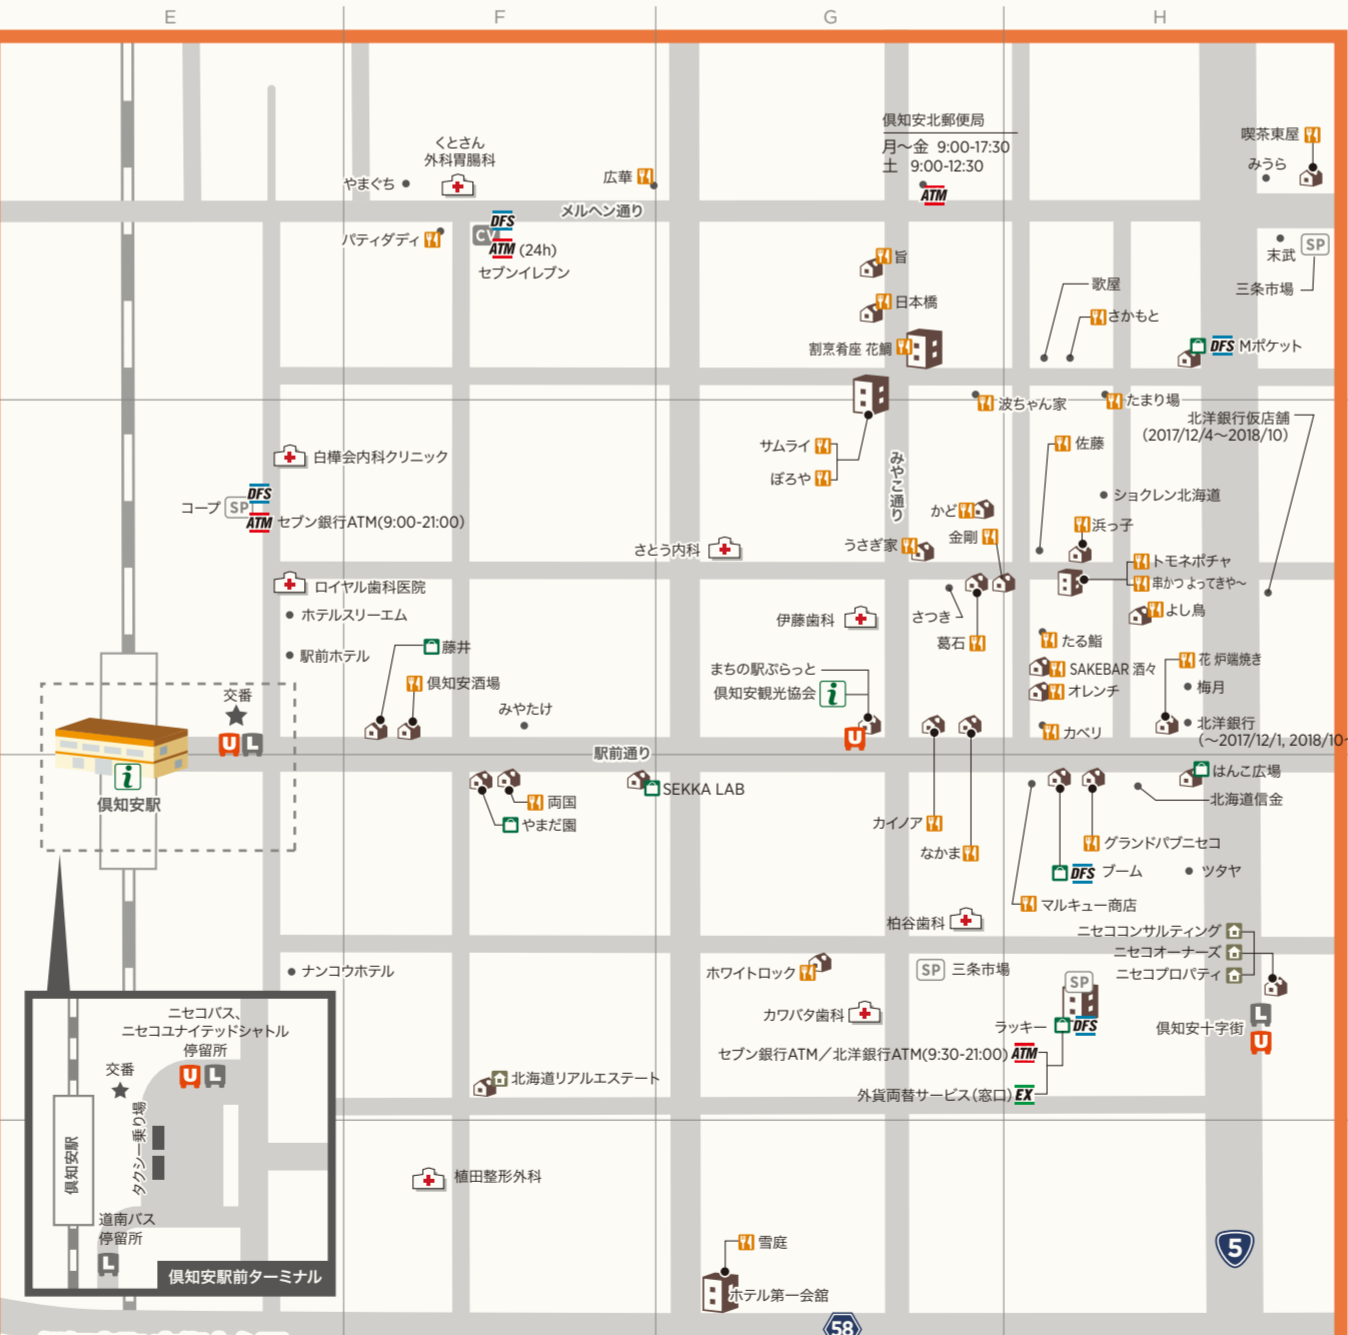 E
F
G
H
倶知安北郵便局
月〜金 9:00-17:30
土 9:00-12:30
ATM
喫茶東屋
みうら
くとさん
外科胃腸科
やまぐち
広華
メルヘン通り
パティダディ
DFS
CV
ATM (24h)
セブンイレブン
末武
SP
三条市場
旨
日本橋
歌屋
さかもと
割烹肴座 花鯛
DFS Mポケット
波ちゃん家
たまり場
北洋銀行仮店舗
(2017/12/4〜2018/10)
サムライ
ぼろや
みやこ通り
佐藤
白樺会内科クリニック
DFS
コープ SP
ATM セブン銀行ATM(9:00-21:00)
ショクレン北海道
かど
浜っ子
金剛
うさぎ家
さとう内科
トモネポチャ
串かつ よってきや〜
ロイヤル歯科医院
ホテルスリーエム
さつき
よし鳥
伊藤歯科
葛石
たる鮨
藤井
駅前ホテル
まちの駅ぷらっと
SAKEBAR 酒々
花 炉端焼き
倶知安酒場
倶知安観光協会 i
オレンチ
梅月
交番
みやたけ
U L
U
カベリ
北洋銀行
(〜2017/12/1, 2018/10〜
駅前通り
i
倶知安駅
SEKKA LAB
はんこ広場
両国
北海道信金
やまだ園
カイノア
なかま
グランドパブニセコ
DFS ブーム
ツタヤ
マルキュー商店
柏谷歯科
ニセココンサルティング
ニセコオーナーズ
ニセコプロパティ
ナンコウホテル
ホワイトロック
SP 三条市場
SP
カワバタ歯科
ラッキー
DFS
倶知安十字街
L
U
セブン銀行ATM／北洋銀行ATM(9:30-21:00) ATM
外貨両替サービス(窓口) EX
北海道リアルエステート
ニセコバス、
ニセコユナイテッドシャトル
停留所
U L
交番
タクシー乗り場
倶知安駅
道南バス
停留所
L
倶知安駅前ターミナル
植田整形外科
雪庭
ホテル第一会館
5
58